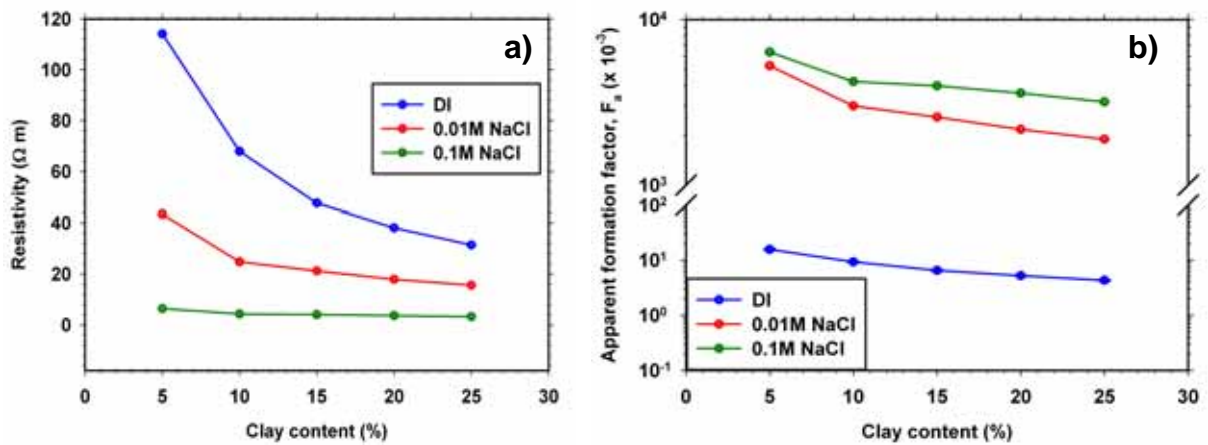 a)
Resistivity (Ω m)
120
100
80
60
40
20
0
DI
0.01M NaCl
0.1M NaCl
0 5 10 15 20 25 30
Clay content (%)
b)
Apparent formation factor, Fₐ (x 10⁻³)
10⁴
10³
10²
10¹
10⁰
10⁻¹
DI
0.01M NaCl
0.1M NaCl
0 5 10 15 20 25 30
Clay content (%)